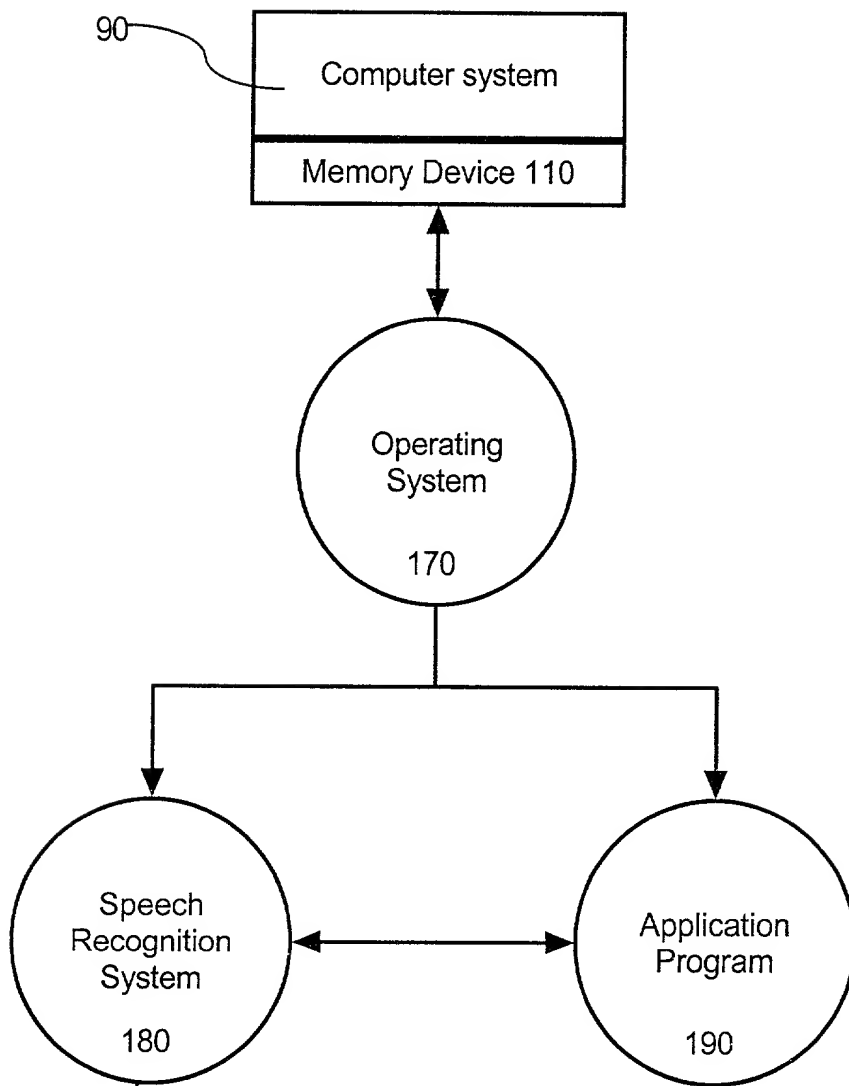 90
Computer system
Memory Device 110
Operating
System
170
Speech
Recognition
System
180
Application
Program
190